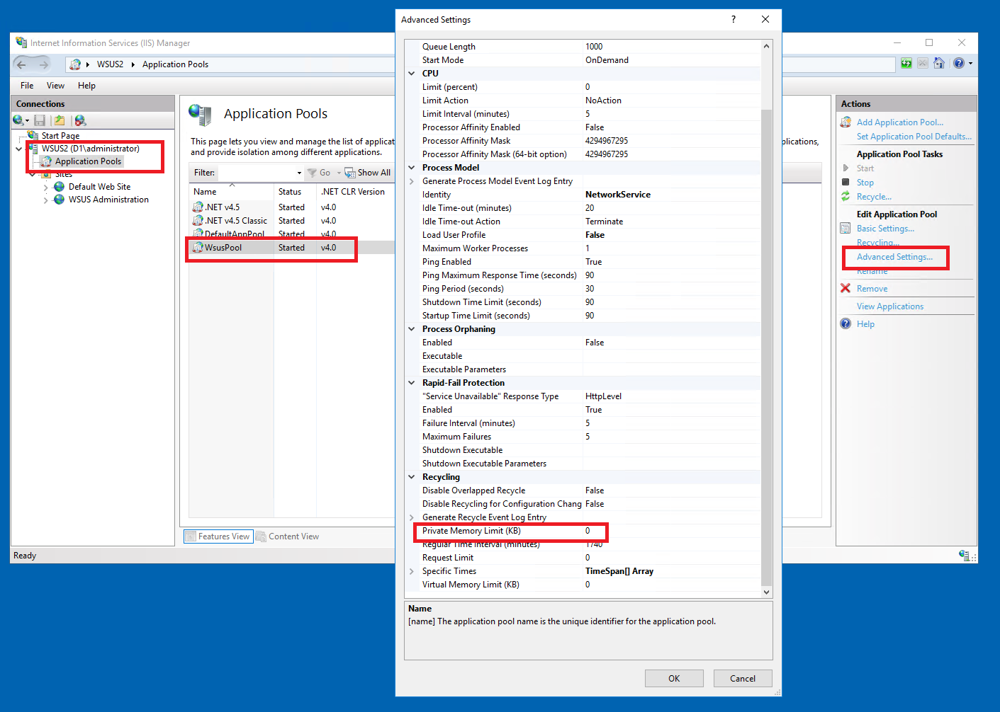 Internet Information Services (IIS) Manager
WSUS2 Application Pools
File View Help
Connections
Start Page
WSUS2 (D1\administrator)
Application Pools
Sites
Default Web Site
WSUS Administration
Application Pools
This page lets you view and manage the list of applicat
and provide isolation among different applications.
plications,
Filter: Go Show All
Name Status .NET CLR Version
.NET v4.5 Started v4.0
.NET v4.5 Classic Started v4.0
DefaultAppPool Started v4.0
WsusPool Started v4.0
Features View Content View
Ready
Advanced Settings ?
Queue Length 1000
Start Mode OnDemand
CPU
Limit (percent) 0
Limit Action NoAction
Limit Interval (minutes) 5
Processor Affinity Enabled False
Processor Affinity Mask 4294967295
Processor Affinity Mask (64-bit option) 4294967295
Process Model
Generate Process Model Event Log Entry
Identity NetworkService
Idle Time-out (minutes) 20
Idle Time-out Action Terminate
Load User Profile False
Maximum Worker Processes 1
Ping Enabled True
Ping Maximum Response Time (seconds) 90
Ping Period (seconds) 30
Shutdown Time Limit (seconds) 90
Startup Time Limit (seconds) 90
Process Orphaning
Enabled False
Executable
Executable Parameters
Rapid-Fail Protection
"Service Unavailable" Response Type HttpLevel
Enabled True
Failure Interval (minutes) 5
Maximum Failures 5
Shutdown Executable
Shutdown Executable Parameters
Recycling
Disable Overlapped Recycle False
Disable Recycling for Configuration Chang False
Generate Recycle Event Log Entry
Private Memory Limit (KB) 0
Regular Time Interval (minutes) 1740
Request Limit 0
Specific Times TimeSpan[] Array
Virtual Memory Limit (KB) 0
Name
[name] The application pool name is the unique identifier for the application pool.
OK Cancel
Actions
Add Application Pool...
Set Application Pool Defaults...
Application Pool Tasks
Start
Stop
Recycle...
Edit Application Pool
Basic Settings...
Recycling...
Advanced Settings...
Rename
Remove
View Applications
Help